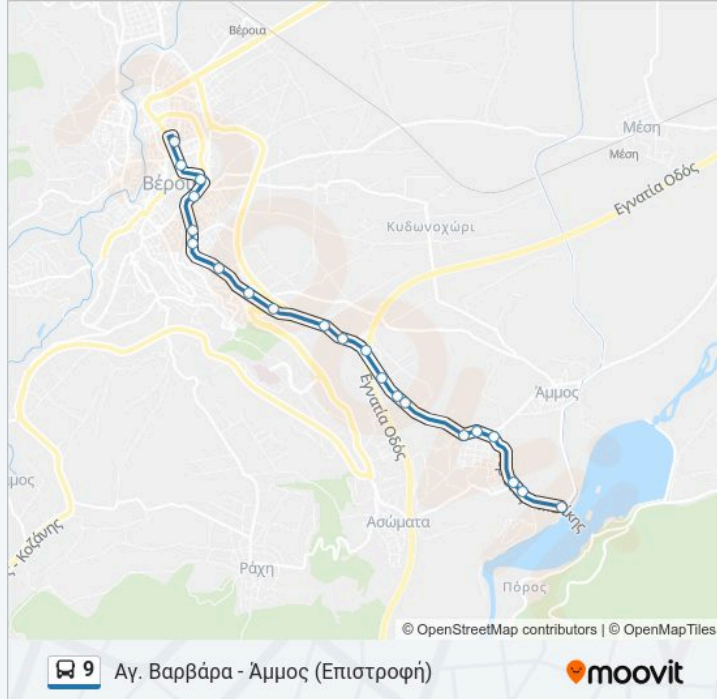 Βέροια
Μέση
Μέση
Εγνατία Οδός
Κυδωνοχώρι
Εγνατία Οδός
Άμμος
Ασώματα
Ράχη
Πόρος
© OpenStreetMap contributors | © OpenMapTiles
9 Αγ. Βαρβάρα - Άμμος (Επιστροφή)
moovit